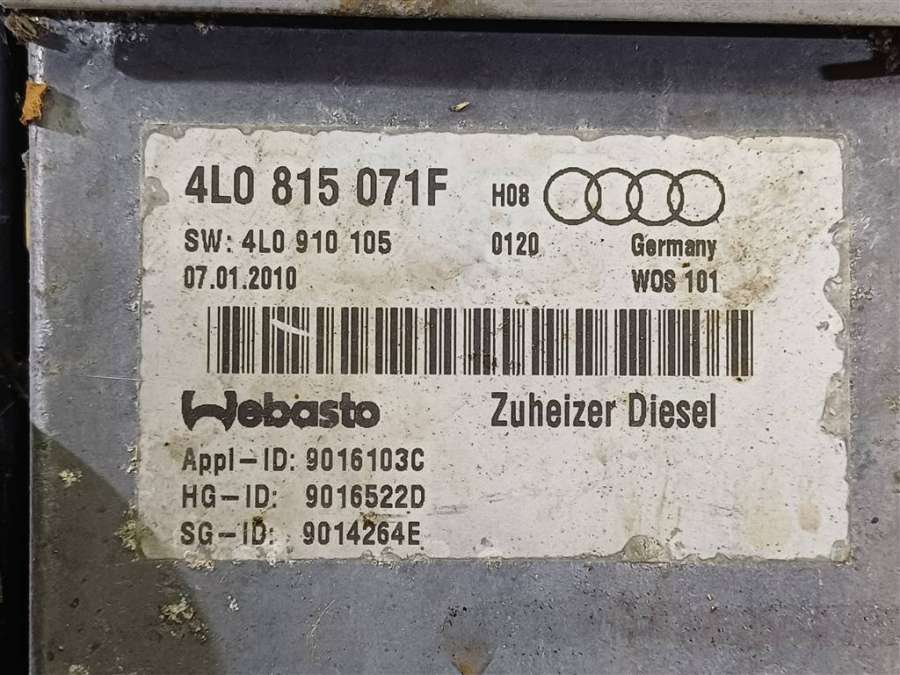 4L0 815 071F H08
SW: 4L0 910 105 0120 Germany
07.01.2010 WOS 101
Webasto Zuheizer Diesel
Appl-ID: 9016103C
HG-ID: 9016522D
SG-ID: 9014264E